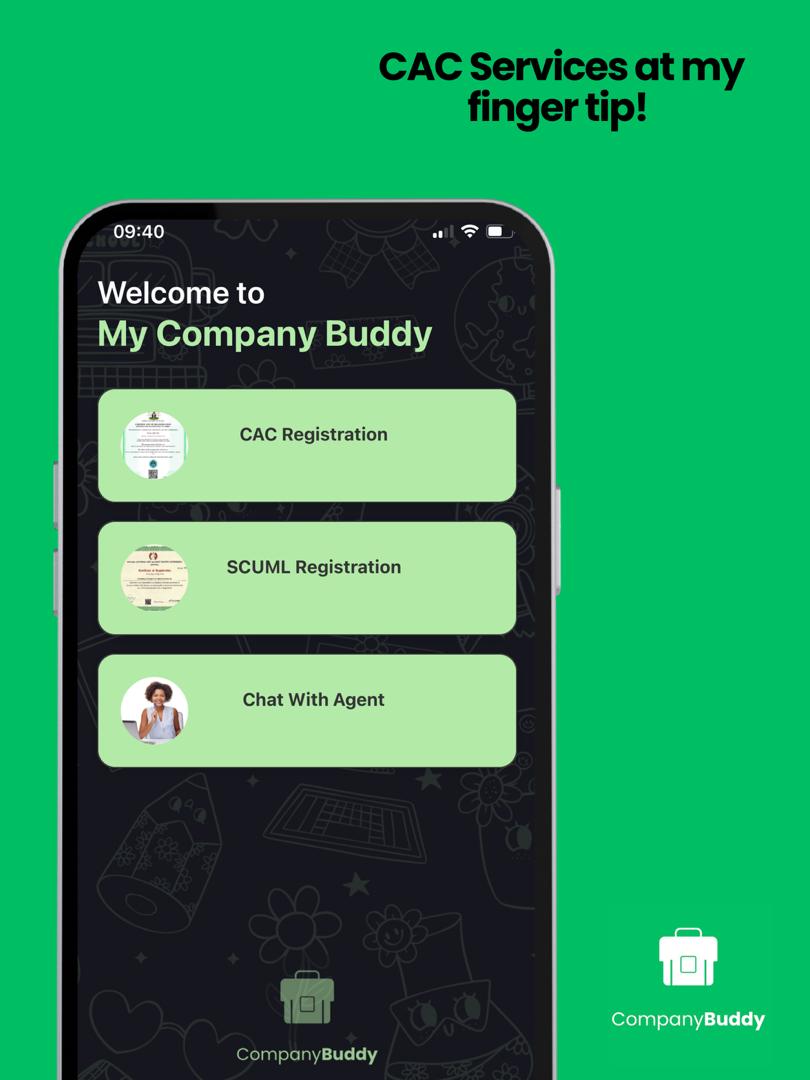 CAC Services at my
finger tip!
09:40
Welcome to
My Company Buddy
CAC Registration
SCUML Registration
Chat With Agent
CompanyBuddy
CompanyBuddy